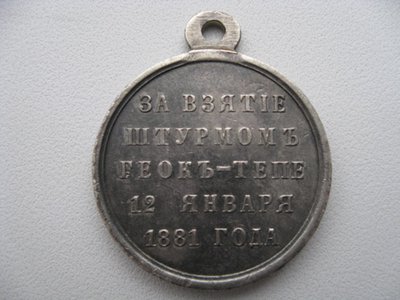 ЗА ВЗЯТІЕ
ШТУРМОМЪ
ГЕОКЪ-ТЕПЕ
12 ЯНВАРЯ
1881 ГОДА